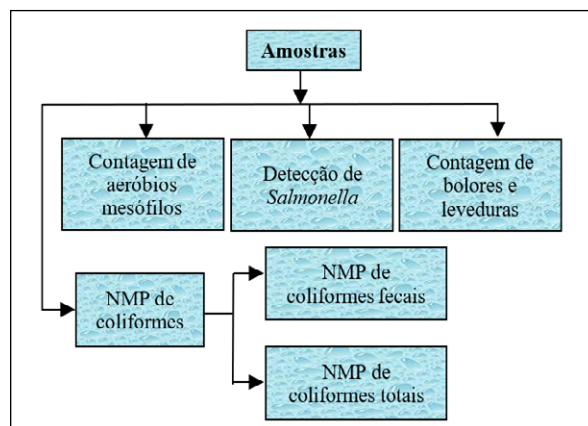 Amostras
Contagem de
aeróbios
mesófilos
Detecção de
Salmonella
Contagem de
bolores e
leveduras
NMP de
coliformes
NMP de
coliformes fecais
NMP de
coliformes totais